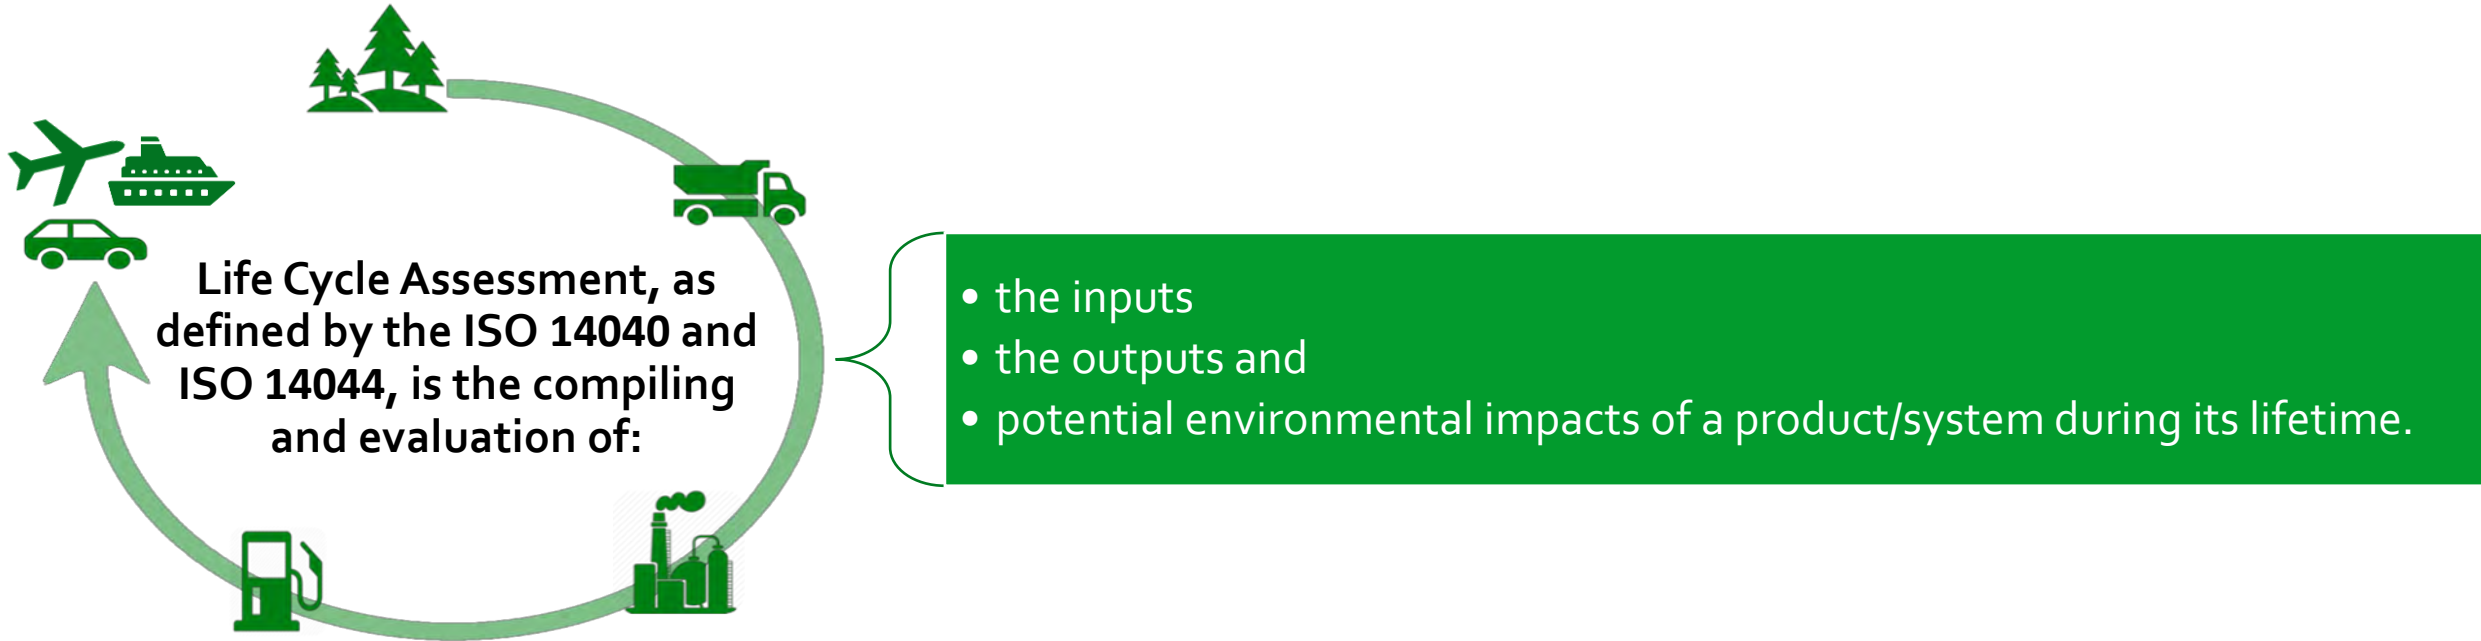 Life Cycle Assessment, as
defined by the ISO 14040 and
ISO 14044, is the compiling
and evaluation of:
• the inputs
• the outputs and
• potential environmental impacts of a product/system during its lifetime.